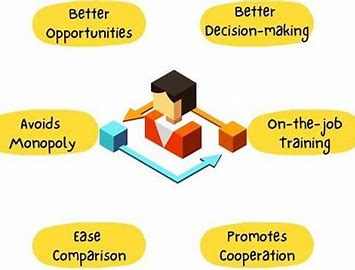 Better
Opportunities
Better
Decision-making
Avoids
Monopoly
On-the-job
Training
Ease
Comparison
Promotes
Cooperation